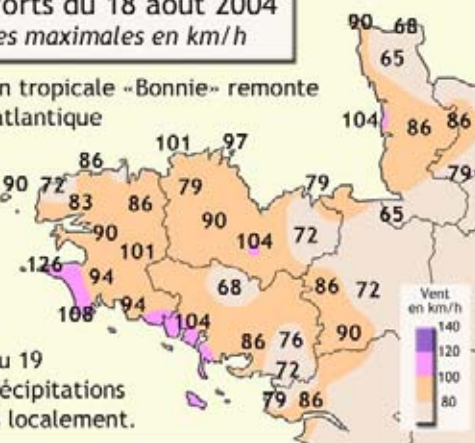 orts du 18 août 2004
es maximales en km/h
n tropicale «Bonnie» remonte
atlantique
90 68
65
104 86 86
101 97
86
79
90 72 79 79
83 86
65
90
90
104 72
101
126 94
68 86 72
108 94
104
86 76 90
72
79 86
Vent
en km/h
140
120
100
80
u 19
écipitations
localement.